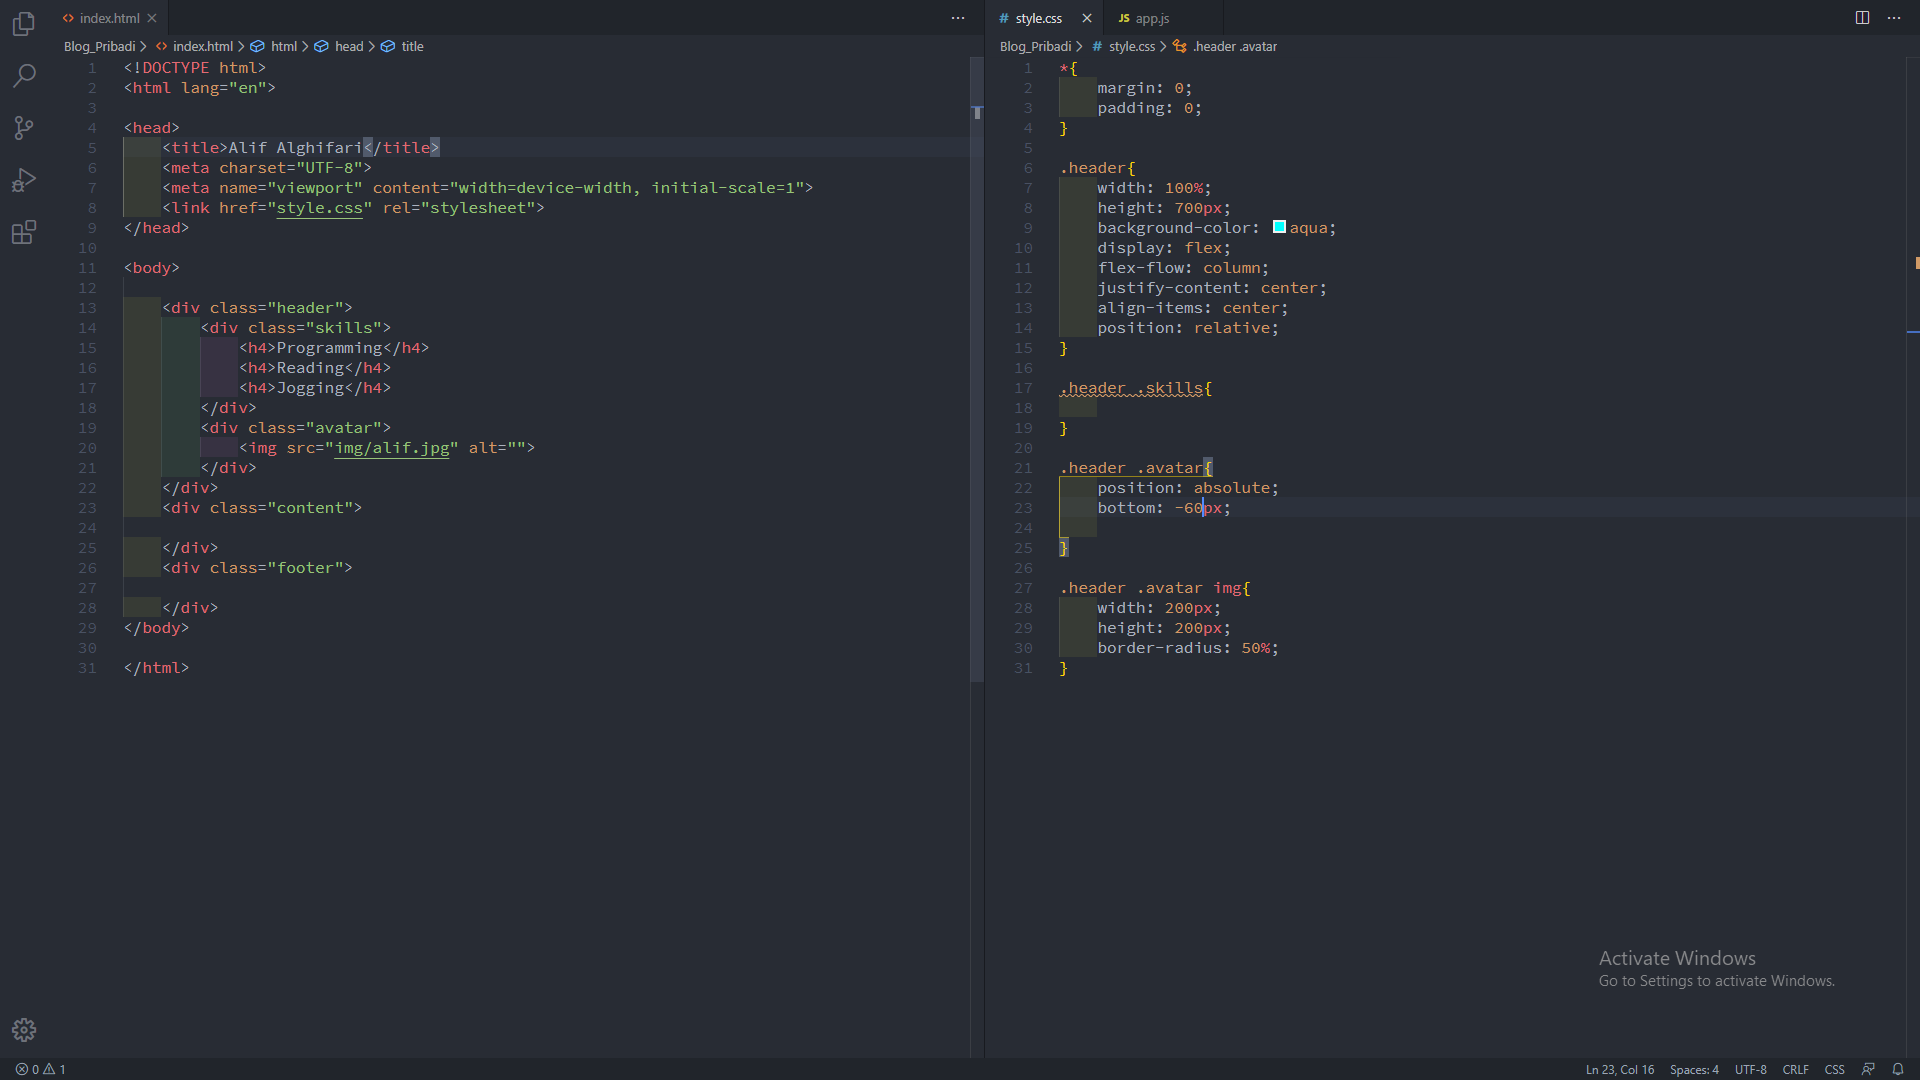 index.html
Blog_Pribadi > index.html > html > head > title
1 <!DOCTYPE html>
2 <html lang="en">
3
4 <head>
5 <title>Alif Alghifari</title>
6 <meta charset="UTF-8">
7 <meta name="viewport" content="width=device-width, initial-scale=1">
8 <link href="style.css" rel="stylesheet">
9 </head>
10
11 <body>
12
13 <div class="header">
14 <div class="skills">
15 <h4>Programming</h4>
16 <h4>Reading</h4>
17 <h4>Jogging</h4>
18 </div>
19 <div class="avatar">
20 <img src="img/alif.jpg" alt="">
21 </div>
22 </div>
23 <div class="content">
24
25 </div>
26 <div class="footer">
27
28 </div>
29 </body>
30
31 </html>
# style.css JS app.js
Blog_Pribadi > # style.css > .header .avatar
1 *{
2 margin: 0;
3 padding: 0;
4 }
5
6 .header{
7 width: 100%;
8 height: 700px;
9 background-color: aqua;
10 display: flex;
11 flex-flow: column;
12 justify-content: center;
13 align-items: center;
14 position: relative;
15 }
16
17 .header .skills{
18
19 }
20
21 .header .avatar{
22 position: absolute;
23 bottom: -60px;
24
25 }
26
27 .header .avatar img{
28 width: 200px;
29 height: 200px;
30 border-radius: 50%;
31 }
Activate Windows
Go to Settings to activate Windows.
0 1 Ln 23, Col 16 Spaces: 4 UTF-8 CRLF CSS